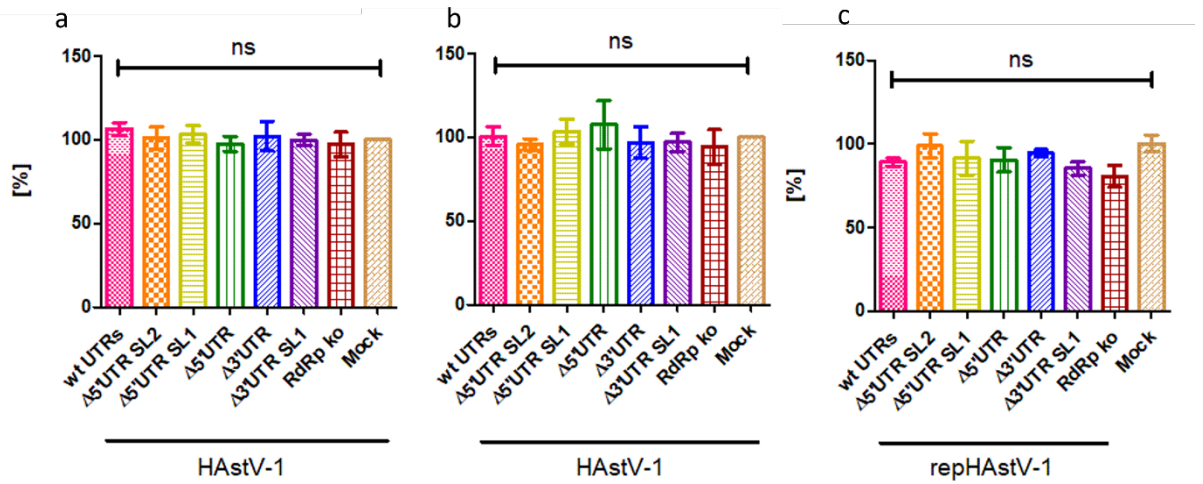 a
ns
150
100
50
0
[%]
wt UTRs
Δ5'UTR SL2
Δ5'UTR SL1
Δ5'UTR
Δ3'UTR
Δ3'UTR SL1
RdRp ko
Mock
HAstV-1
b
ns
150
100
50
0
[%]
wt UTRs
Δ5'UTR SL2
Δ5'UTR SL1
Δ5'UTR
Δ3'UTR
Δ3'UTR SL1
RdRp ko
Mock
HAstV-1
c
ns
150
100
50
0
[%]
wt UTRs
Δ5'UTR SL2
Δ5'UTR SL1
Δ5'UTR
Δ3'UTR
Δ3'UTR SL1
RdRp ko
Mock
repHAstV-1